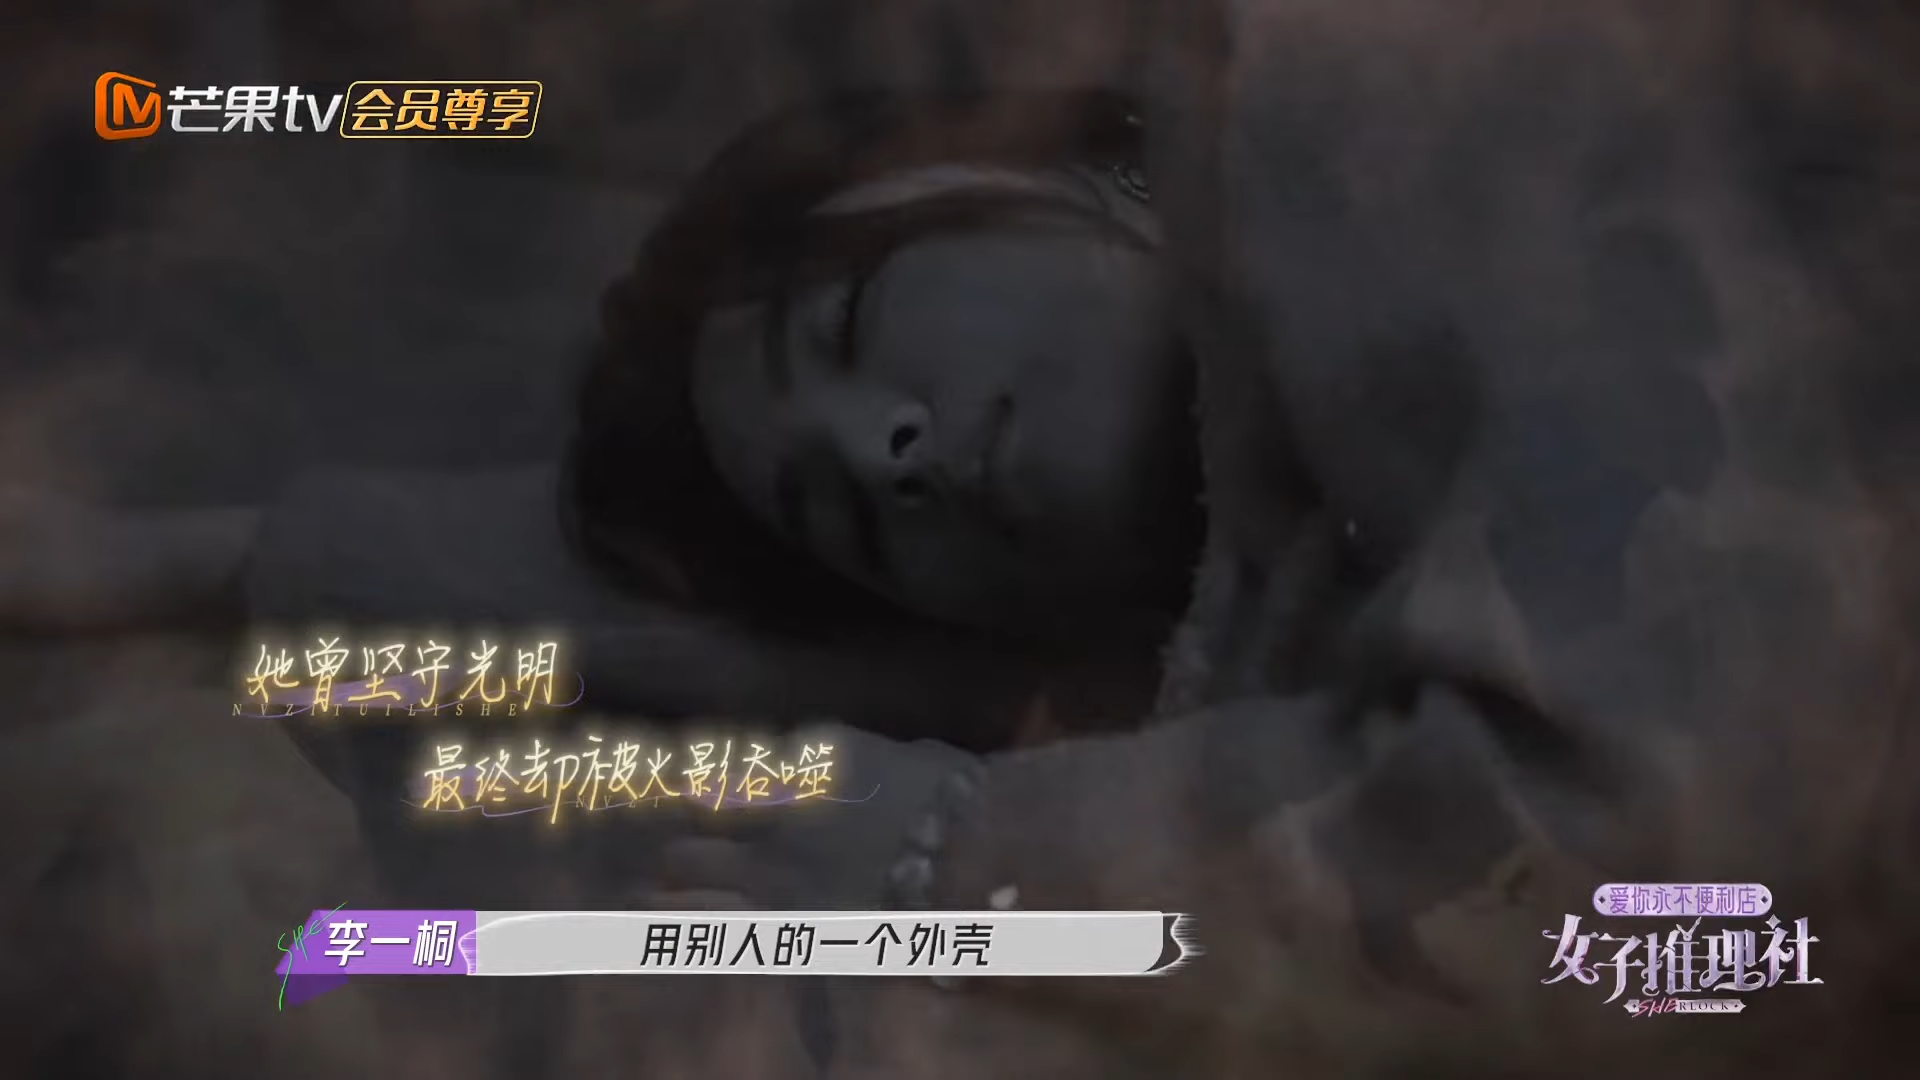 芒果tv会员尊享
她曾坚守光明
NVZITUILISHE
最终却被火影吞噬
NVZI
SHE
李一桐
用别人的一个外壳
爱你永不便利店
女子推理社
SHERLOCK